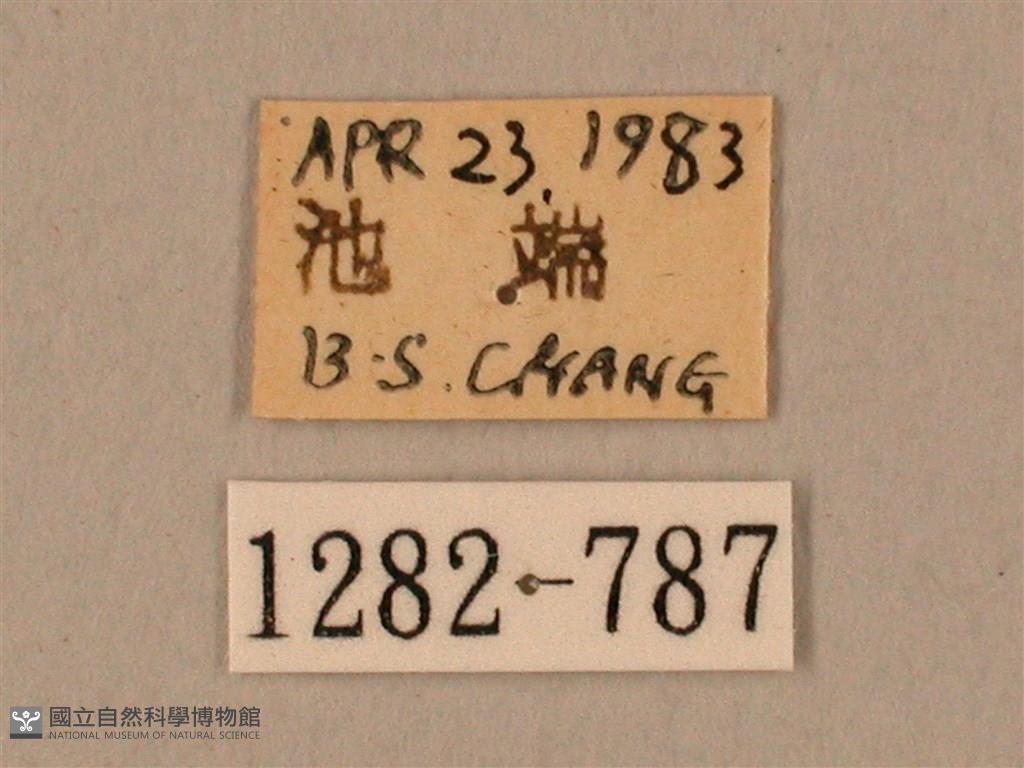 APR 23, 1983
池 端
B-S. CHANG
1282-787
國立自然科學博物館
NATIONAL MUSEUM OF NATURAL SCIENCE